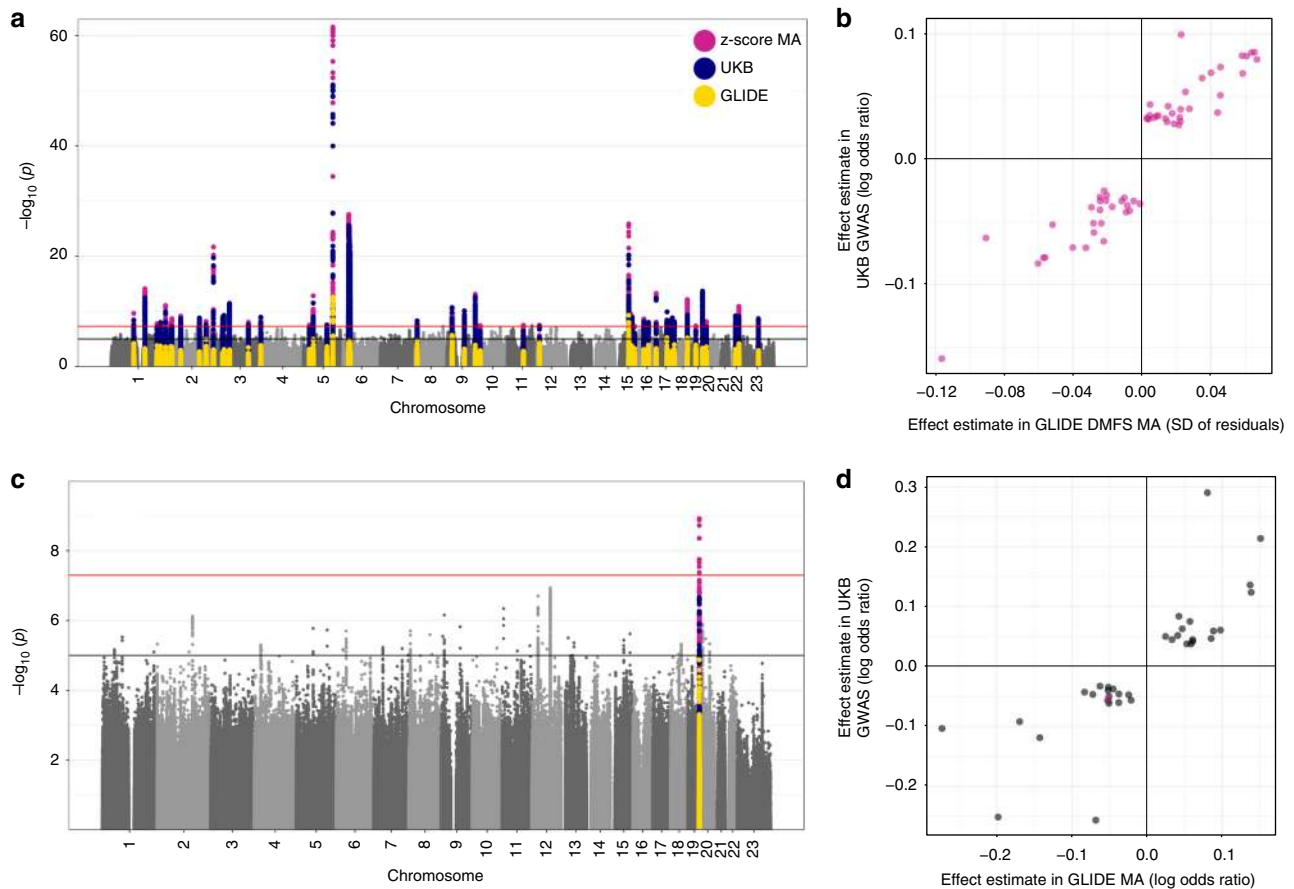 a
60
40
20
0
−log₁₀ (p)
z-score MA
UKB
GLIDE
1 2 3 4 5 6 7 8 9 10 11 12 13 14 15 16 17 18 19 20 21 22 23
Chromosome
b
0.1
0.0
−0.1
Effect estimate in
UKB GWAS (log odds ratio)
−0.12 −0.08 −0.04 0.00 0.04
Effect estimate in GLIDE DMFS MA (SD of residuals)
c
8
6
4
2
−log₁₀ (p)
1 2 3 4 5 6 7 8 9 10 11 12 13 14 15 16 17 18 19 20 21 22 23
Chromosome
d
0.3
0.2
0.1
0.0
−0.1
−0.2
Effect estimate in UKB
GWAS (log odds ratio)
−0.2 −0.1 0.0 0.1
Effect estimate in GLIDE MA (log odds ratio)